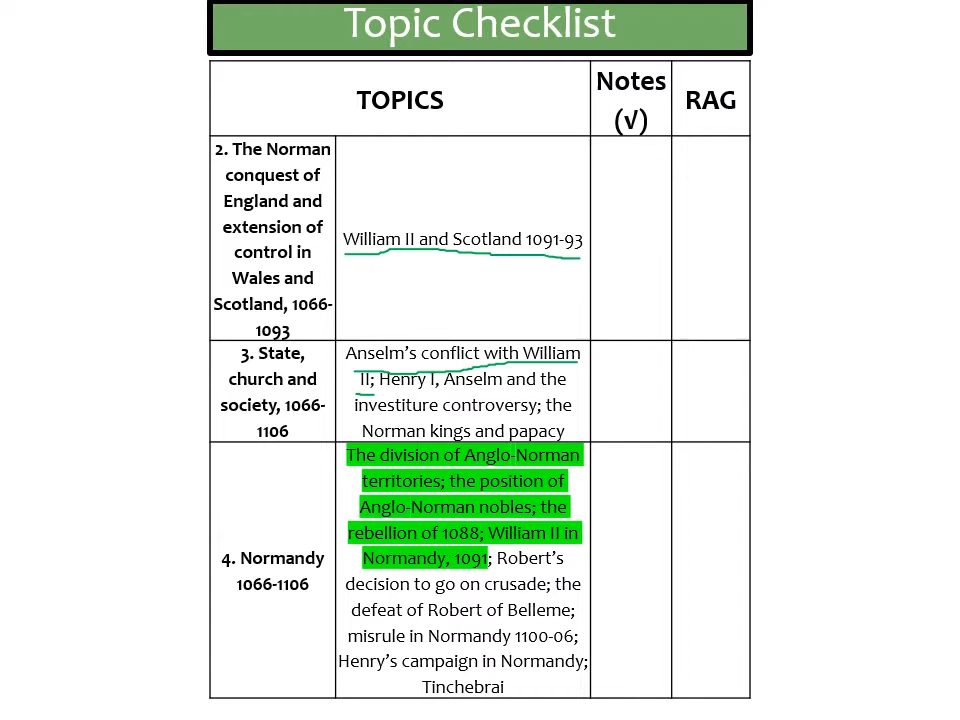 Topic Checklist
TOPICS
Notes
(√)
RAG
2. The Norman
conquest of
England and
extension of
control in
Wales and
Scotland, 1066-
1093
William II and Scotland 1091-93
3. State,
church and
society, 1066-
1106
Anselm's conflict with William
II; Henry I, Anselm and the
investiture controversy; the
Norman kings and papacy
4. Normandy
1066-1106
The division of Anglo-Norman
territories; the position of
Anglo-Norman nobles; the
rebellion of 1088; William II in
Normandy, 1091; Robert's
decision to go on crusade; the
defeat of Robert of Belleme;
misrule in Normandy 1100-06;
Henry's campaign in Normandy;
Tinchebrai